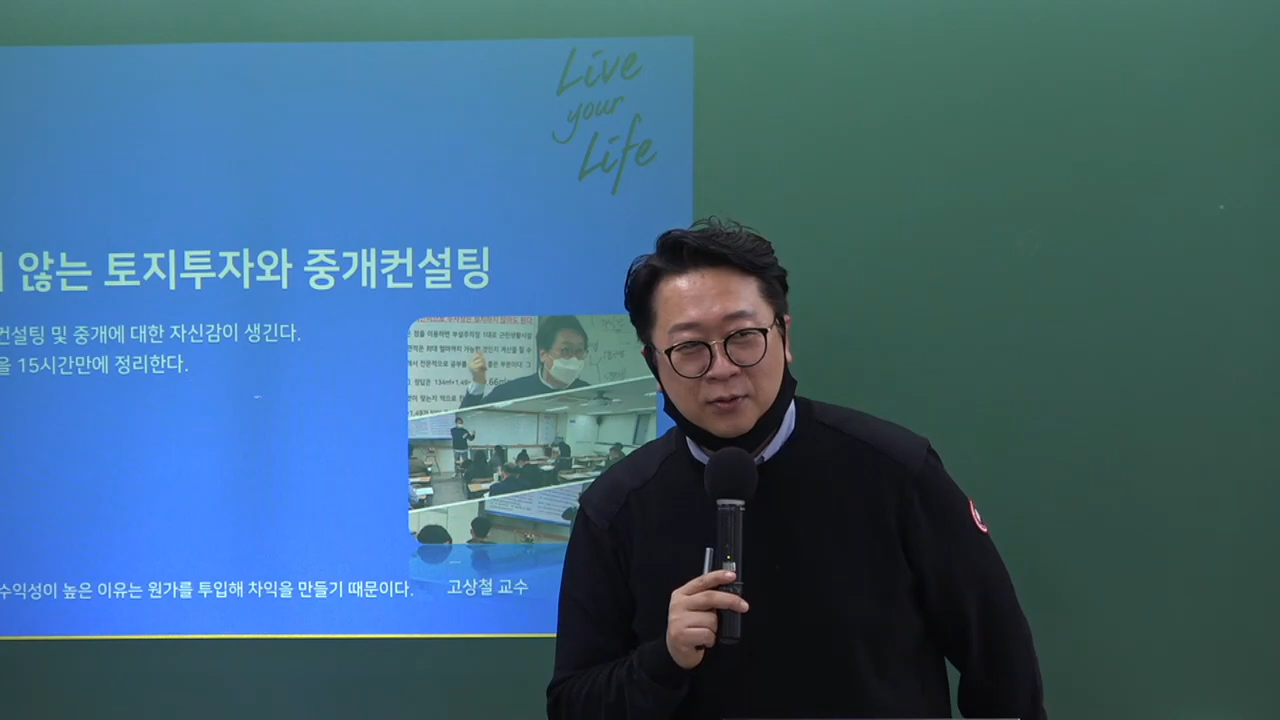 Live
your
Life
않는 토지투자와 중개컨설팅
컨설팅 및 중개에 대한 자신감이 생긴다.
을 15시간만에 정리한다.
수익성이 높은 이유는 원가를 투입해 차익을 만들기 때문이다.
고상철 교수